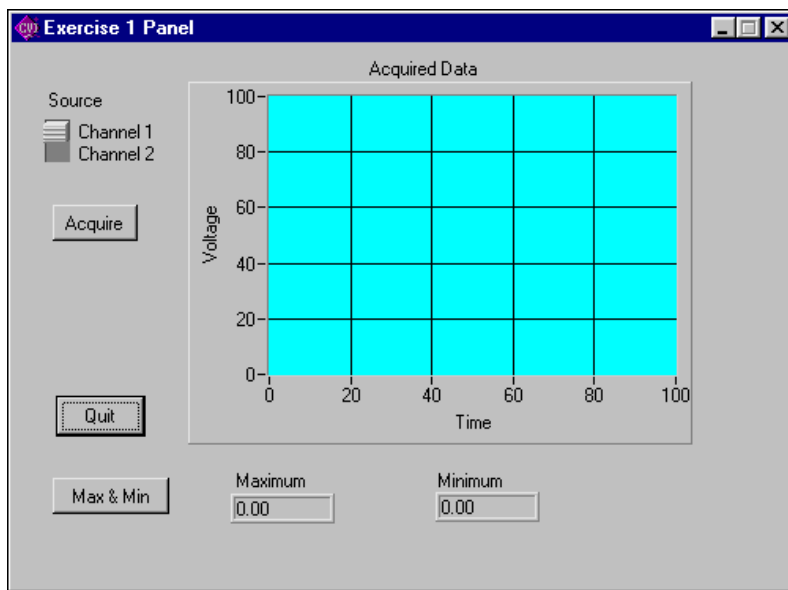 CVI Exercise 1 Panel
Acquired Data
Source
Channel 1
Channel 2
Acquire
Voltage
100
80
60
40
20
0
0 20 40 60 80 100
Time
Quit
Max & Min
Maximum
0.00
Minimum
0.00